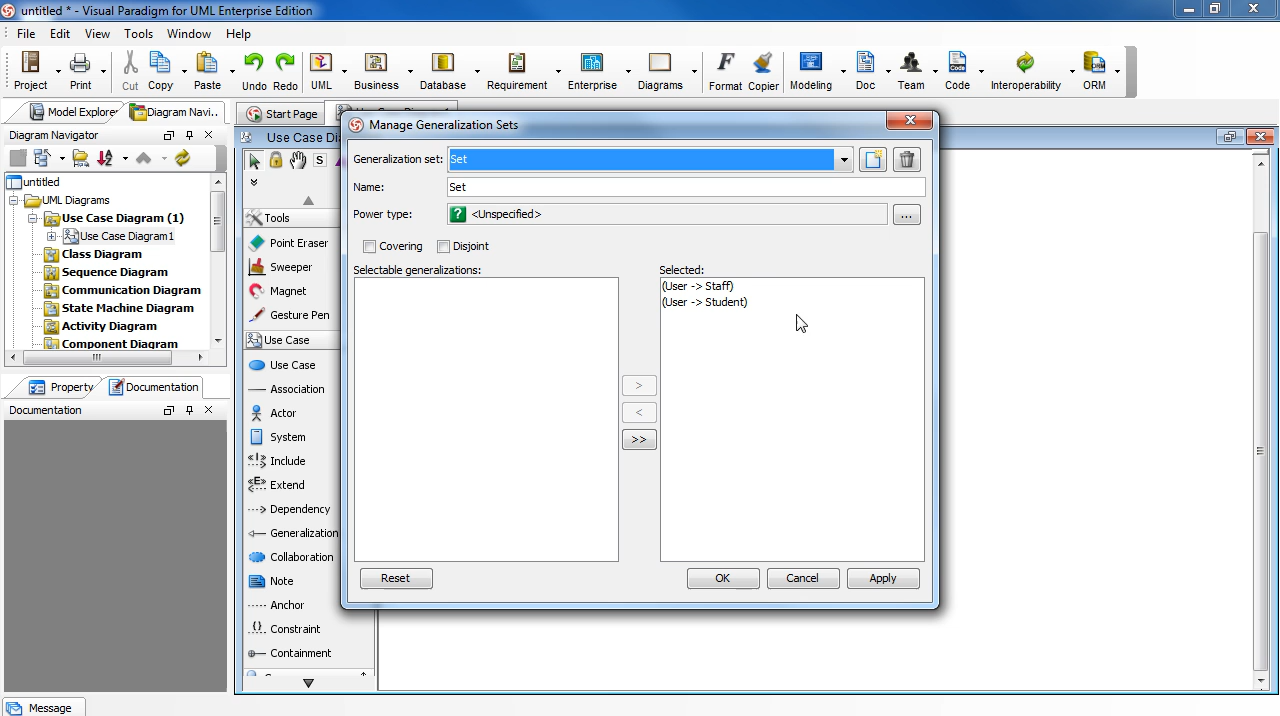 untitled * - Visual Paradigm for UML Enterprise Edition
File Edit View Tools Window Help
Project Print Cut Copy Paste Undo Redo UML Business Database Requirement Enterprise Diagrams Format Copier Modeling Doc Team Code Interoperability ORM
Model Explorer Diagram Navi... Start Page
Diagram Navigator
untitled
UML Diagrams
Use Case Diagram (1)
Use Case Diagram1
Class Diagram
Sequence Diagram
Communication Diagram
State Machine Diagram
Activity Diagram
Component Diagram
Property Documentation
Documentation
Message
Use Case Dia
Tools
Point Eraser
Sweeper
Magnet
Gesture Pen
Use Case
Use Case
Association
Actor
System
Include
Extend
Dependency
Generalization
Collaboration
Note
Anchor
Constraint
Containment
Manage Generalization Sets
Generalization set: Set
Name: Set
Power type: <Unspecified> ...
Covering Disjoint
Selectable generalizations: Selected:
(User -> Staff)
(User -> Student)
>
<
>>
Reset OK Cancel Apply